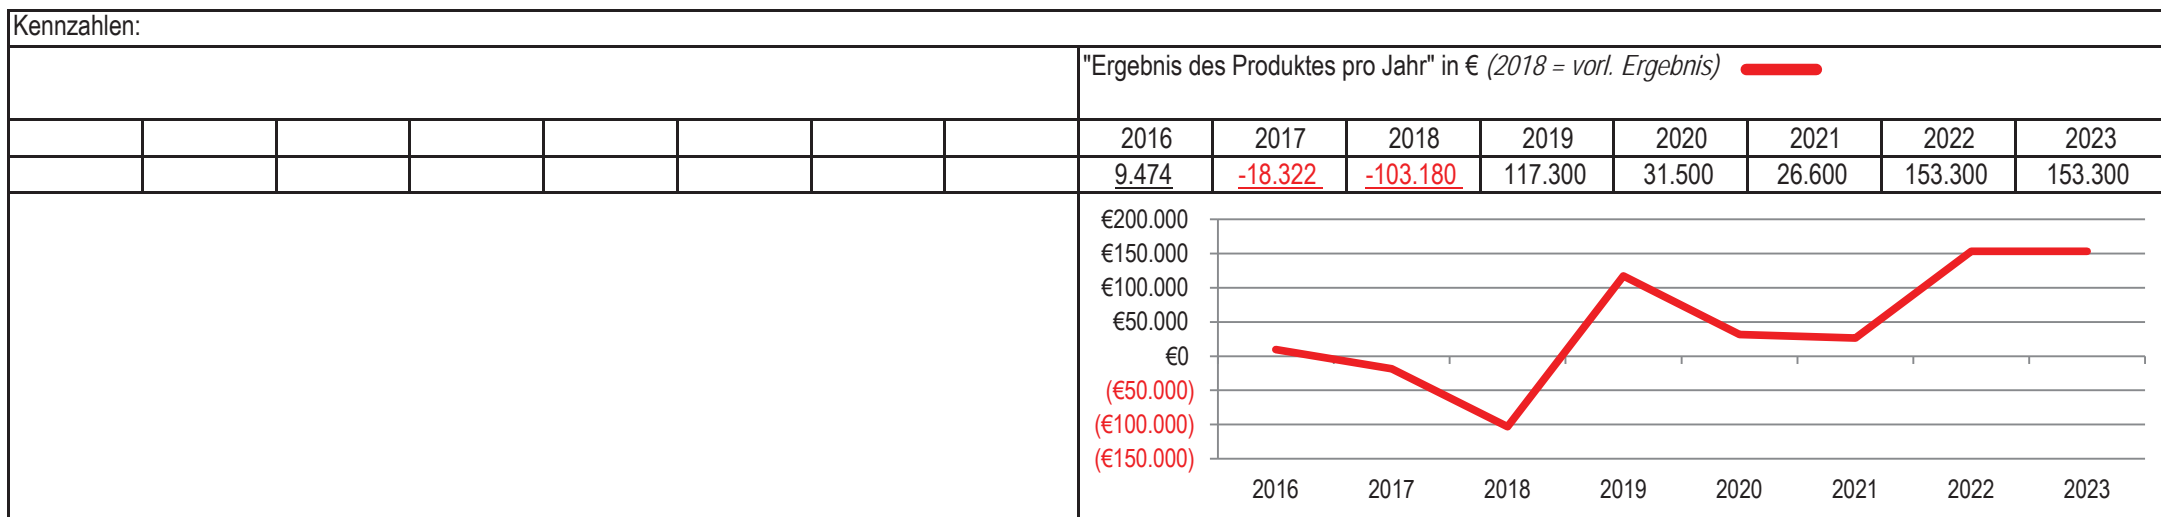 Kennzahlen:
"Ergebnis des Produktes pro Jahr" in € (2018 = vorl. Ergebnis)
2016 2017 2018 2019 2020 2021 2022 2023
9.474 -18.322 -103.180 117.300 31.500 26.600 153.300 153.300
€200.000
€150.000
€100.000
€50.000
€0
(€50.000)
(€100.000)
(€150.000)
2016 2017 2018 2019 2020 2021 2022 2023